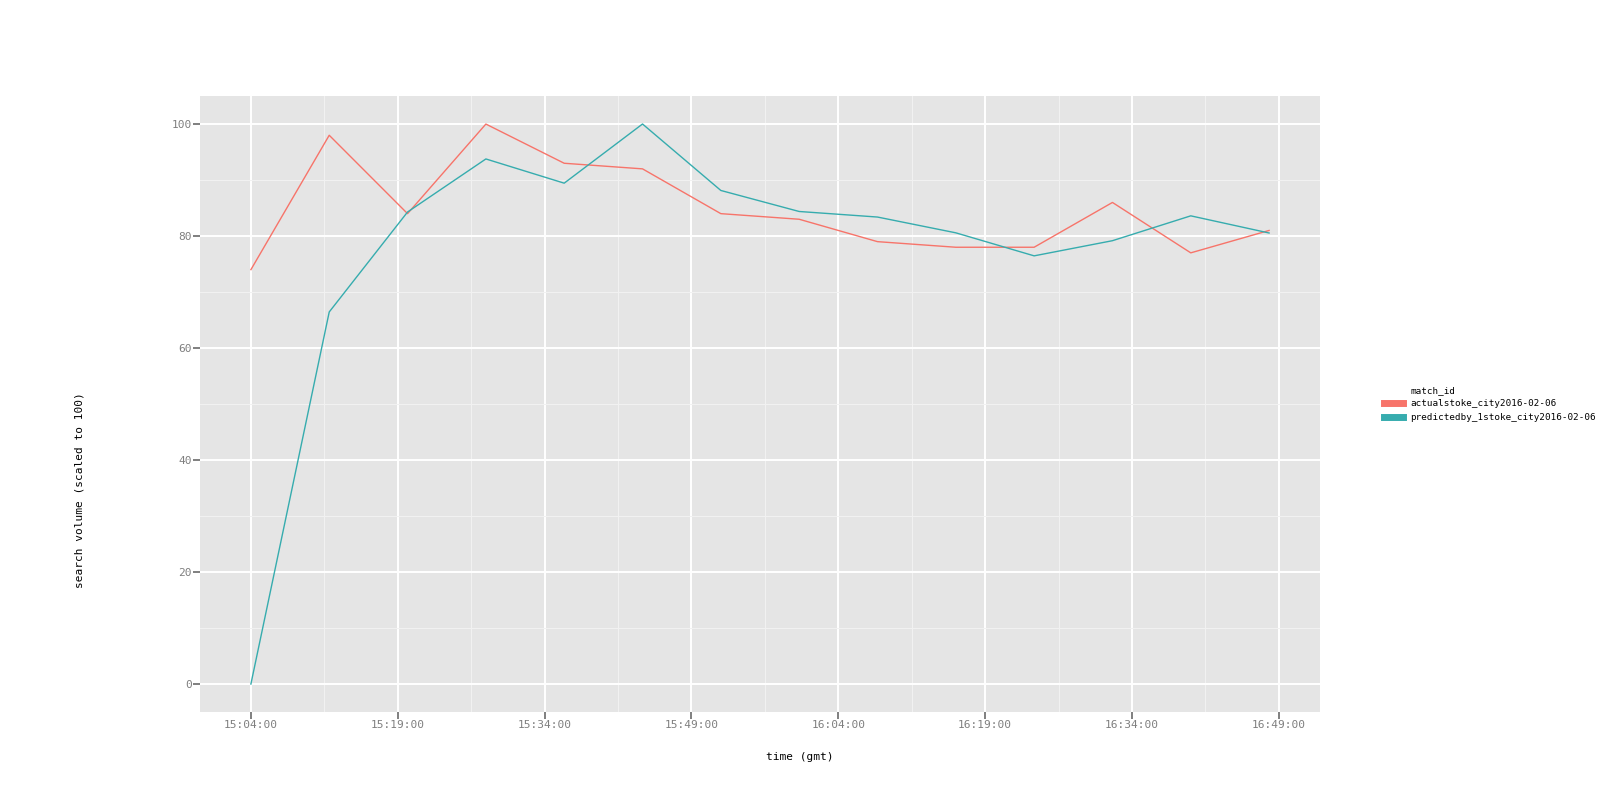 100
80
60
40
20
0
search volume (scaled to 100)
15:04:00 15:19:00 15:34:00 15:49:00 16:04:00 16:19:00 16:34:00 16:49:00
time (gmt)
match_id
actualstoke_city2016-02-06
predictedby_1stoke_city2016-02-06